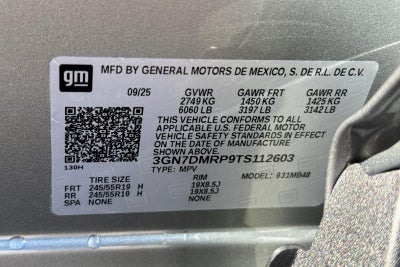 gm
MFD BY GENERAL MOTORS DE MEXICO, S. DE R.L. DE C.V.
09/25 GVWR GAWR FRT GAWR RR
2749 KG 1450 KG 1425 KG
6060 LB 3197 LB 3142 LB
THIS VEHICLE CONFORMS TO ALL
APPLICABLE U.S. FEDERAL MOTOR
VEHICLE SAFETY STANDARDS IN EFFECT
ON THE DATE OF MANUFACTURE
SHOWN ABOVE.
3GN7DMRP9TS112603
130H
TYPE: MPV MODEL: 931MB48
TIRE SIZE RIM
FRT 245/55R19 H 19X8.5J
RR 245/55R19 H 19X8.5J
SPA NONE NONE